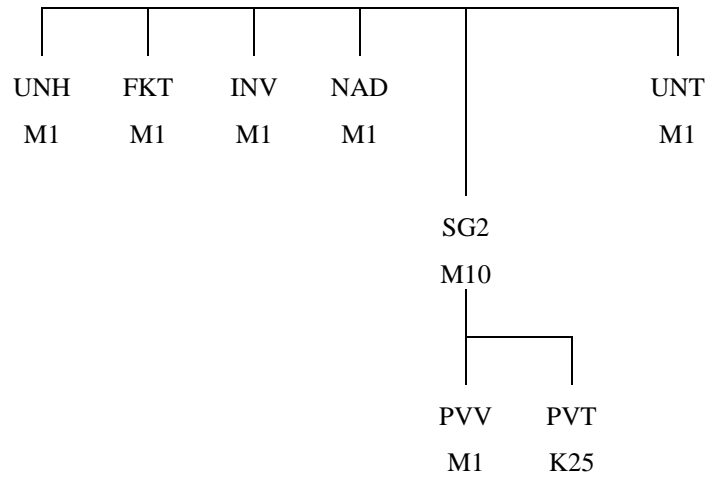 UNH FKT INV NAD UNT
M1 M1 M1 M1 M1
SG2
M10
PVV PVT
M1 K25